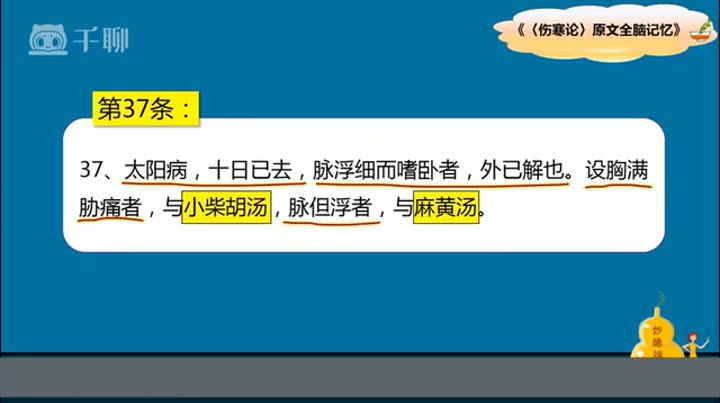 千聊
《〈伤寒论〉原文全脑记忆》
第37条：
37、太阳病，十日已去，脉浮细而嗜卧者，外已解也。设胸满
胁痛者，与小柴胡汤，脉但浮者，与麻黄汤。